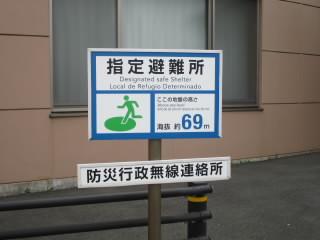 指定避難所
Designated safe Shelter
Local de Refúgio Determinado
ここの地盤の高さ
海抜 約69m
防災行政無線連絡所